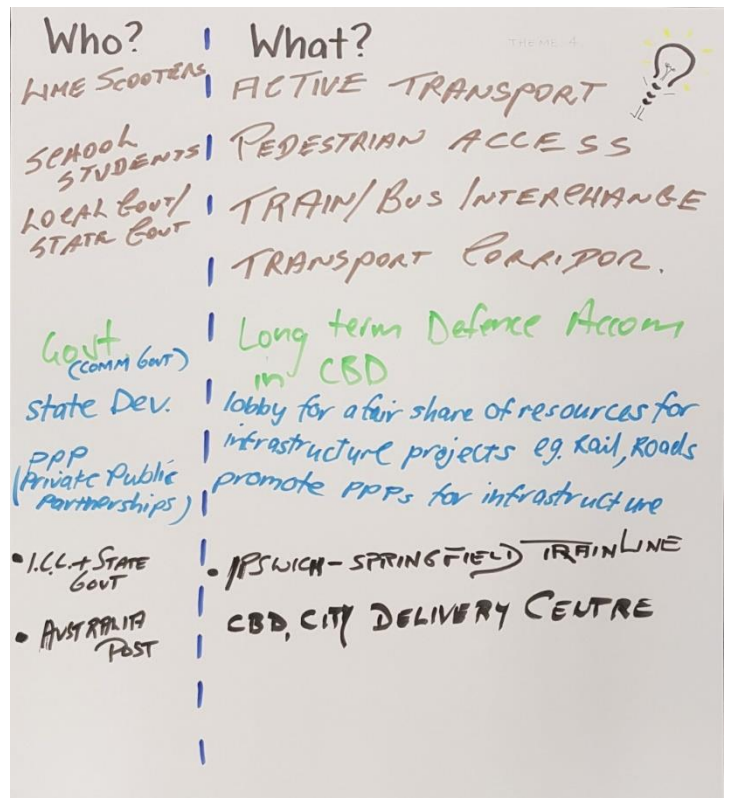 Who? What?
THEME 4
LIME SCOOTERS ACTIVE TRANSPORT
SCHOOL
STUDENTS PEDESTRIAN ACCESS
LOCAL GOVT/
STATE GOVT TRAIN/BUS INTERCHANGE
TRANSPORT CORRIDOR.
Govt Long term Defence Accom
(COMM GOVT) in CBD
state Dev. lobby for a fair share of resources for
infrastructure projects eg. Rail, Roads
PPP
(Private Public
Partnerships) promote PPPs for infrastructure
• I.C.C. + STATE
GOVT • IPSWICH - SPRINGFIELD TRAINLINE
• AUSTRALIA
POST CBD, CITY DELIVERY CENTRE